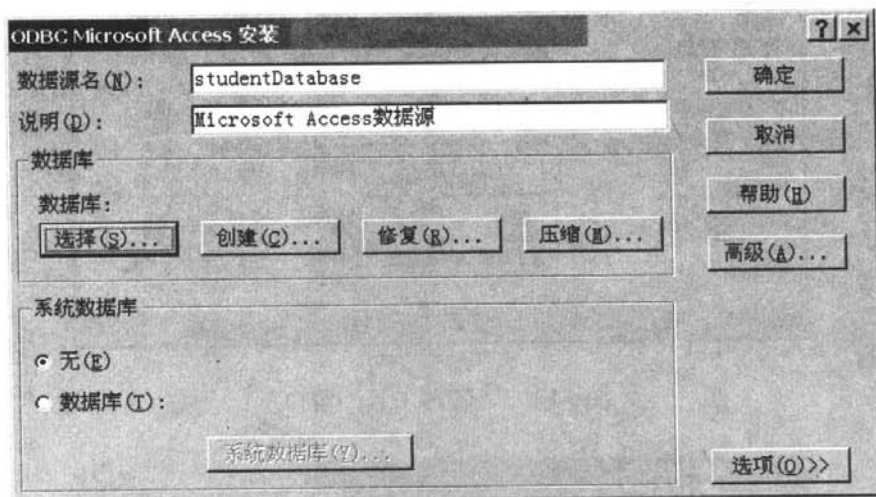 ODBC Microsoft Access 安装
数据源名(N): studentDatabase 确定
说明(D): Microsoft Access数据源 取消
数据库
数据库:
选择(S)... 创建(C)... 修复(R)... 压缩(M)... 帮助(H)
高级(A)...
系统数据库
无(E)
数据库(T):
系统数据库(Y)...
选项(O)>>